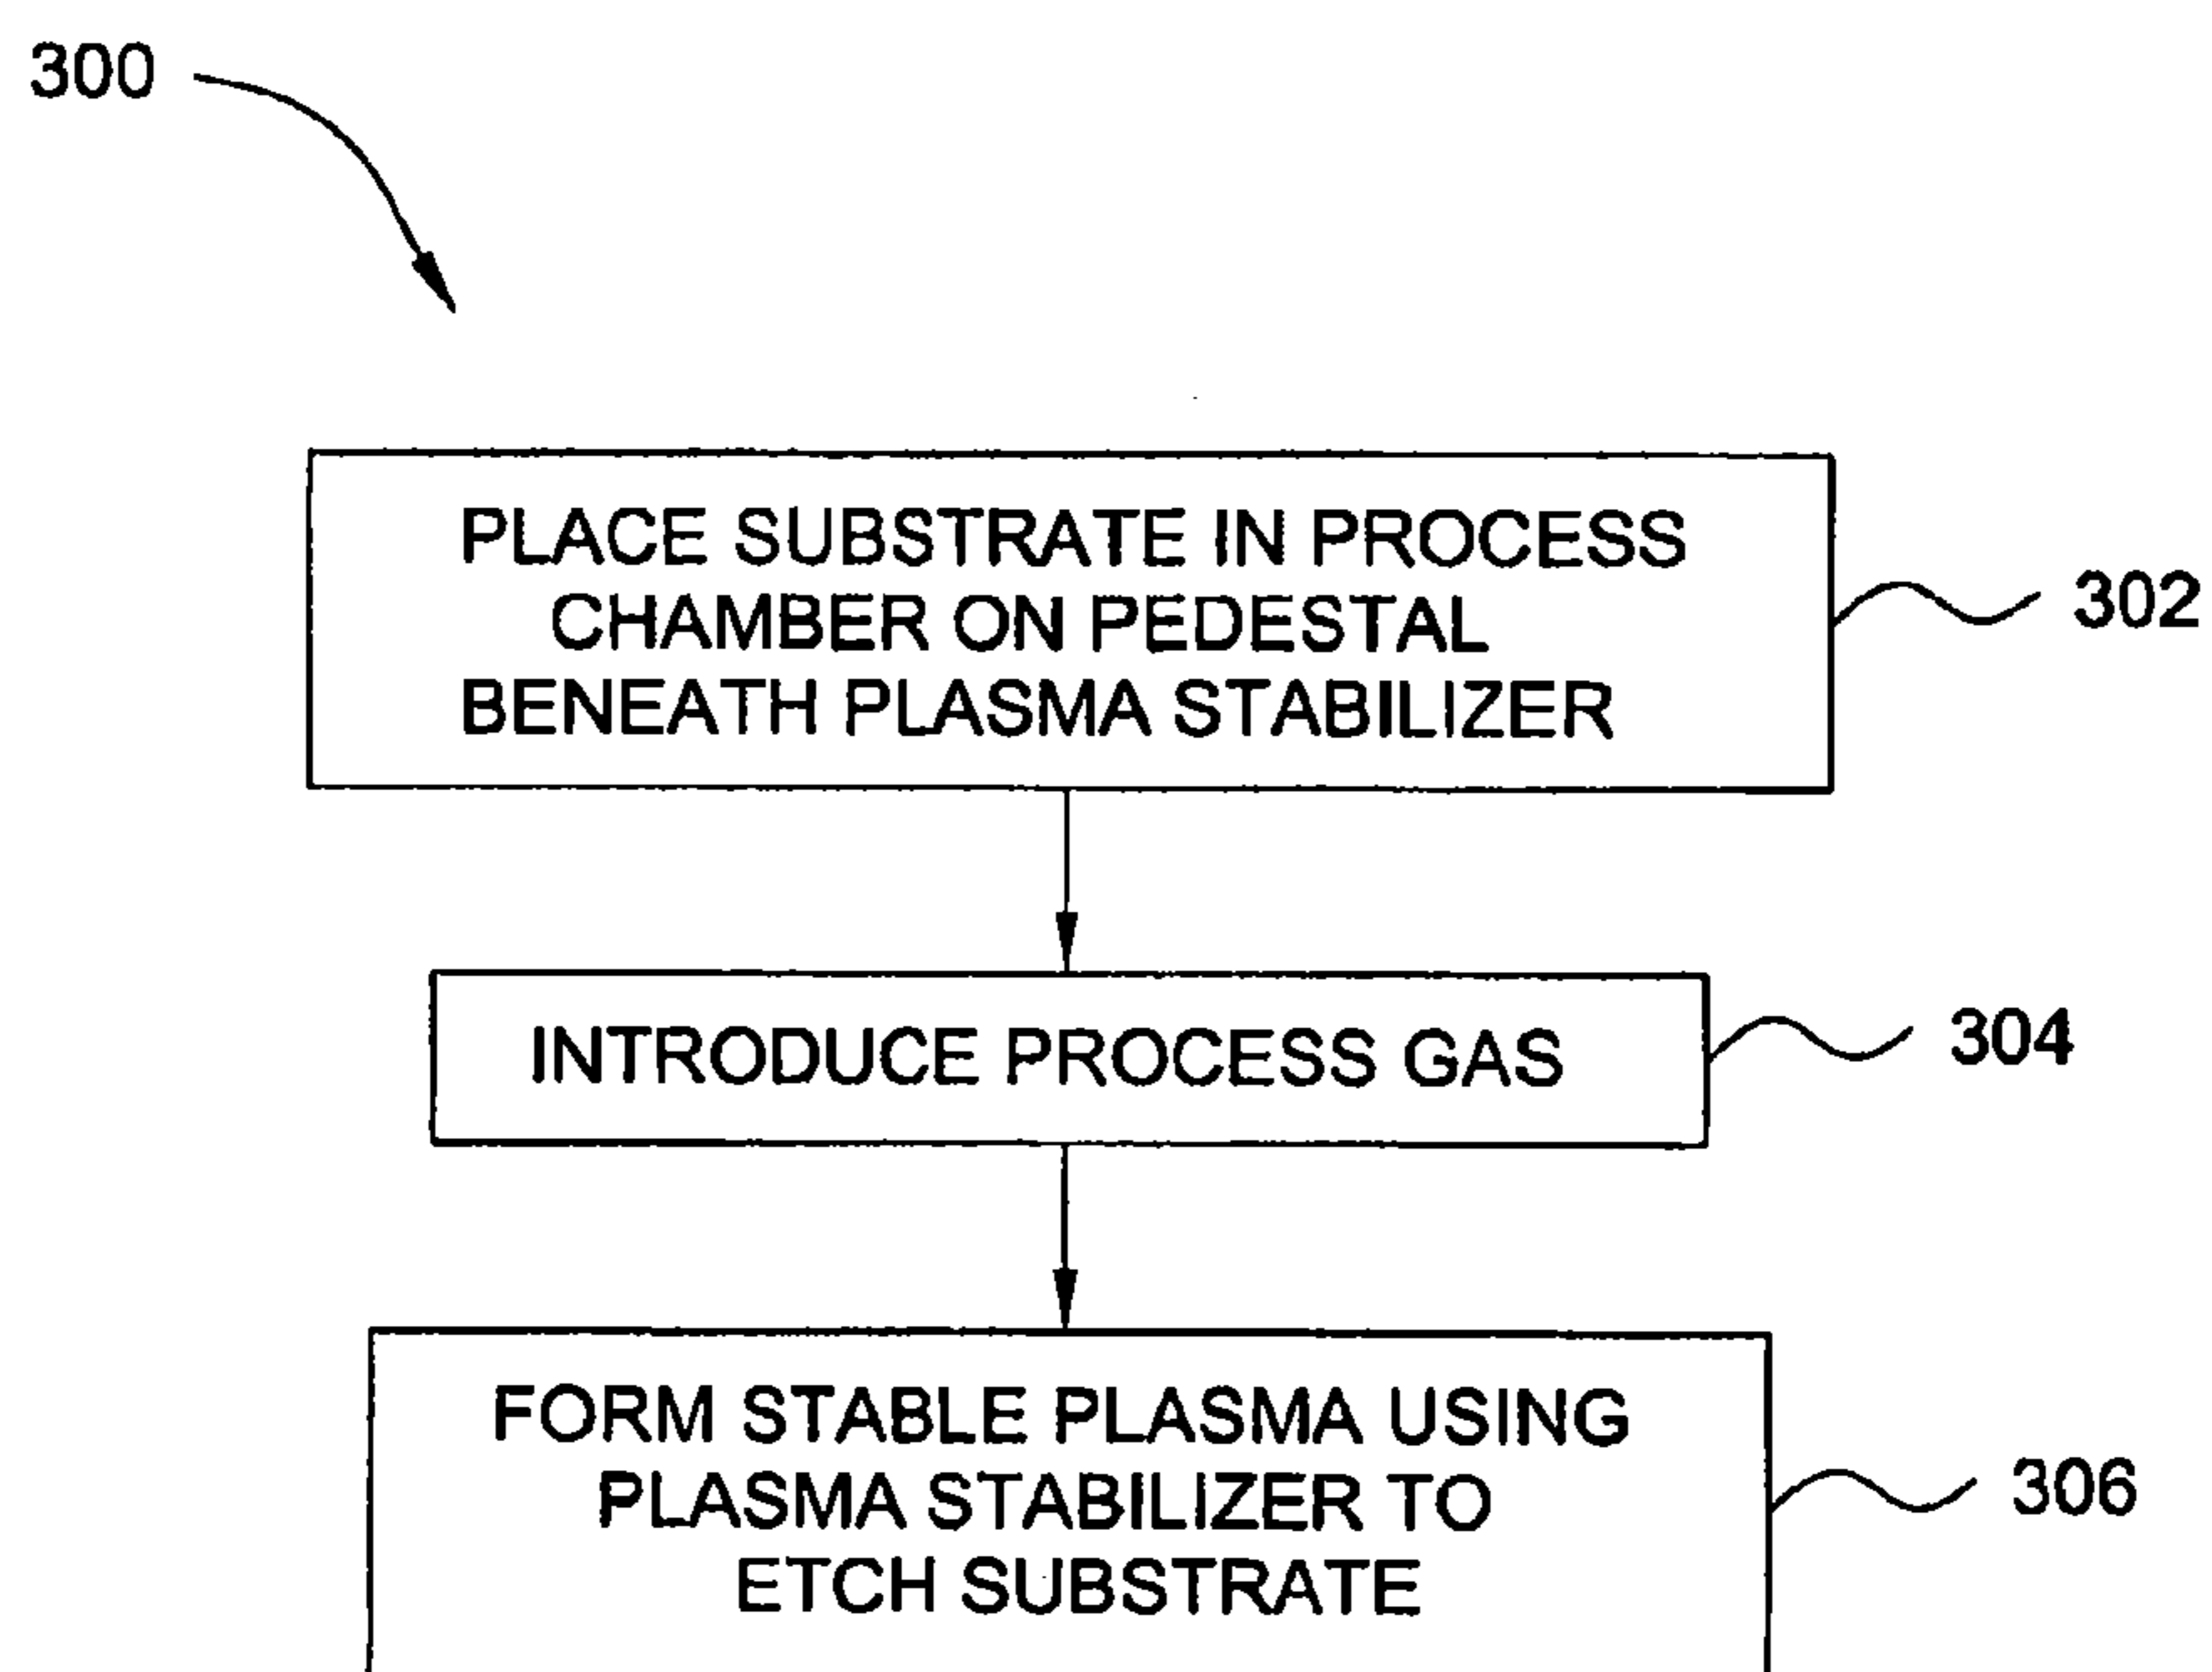 300
PLACE SUBSTRATE IN PROCESS
CHAMBER ON PEDESTAL
BENEATH PLASMA STABILIZER
302
INTRODUCE PROCESS GAS
304
FORM STABLE PLASMA USING
PLASMA STABILIZER TO
ETCH SUBSTRATE
306